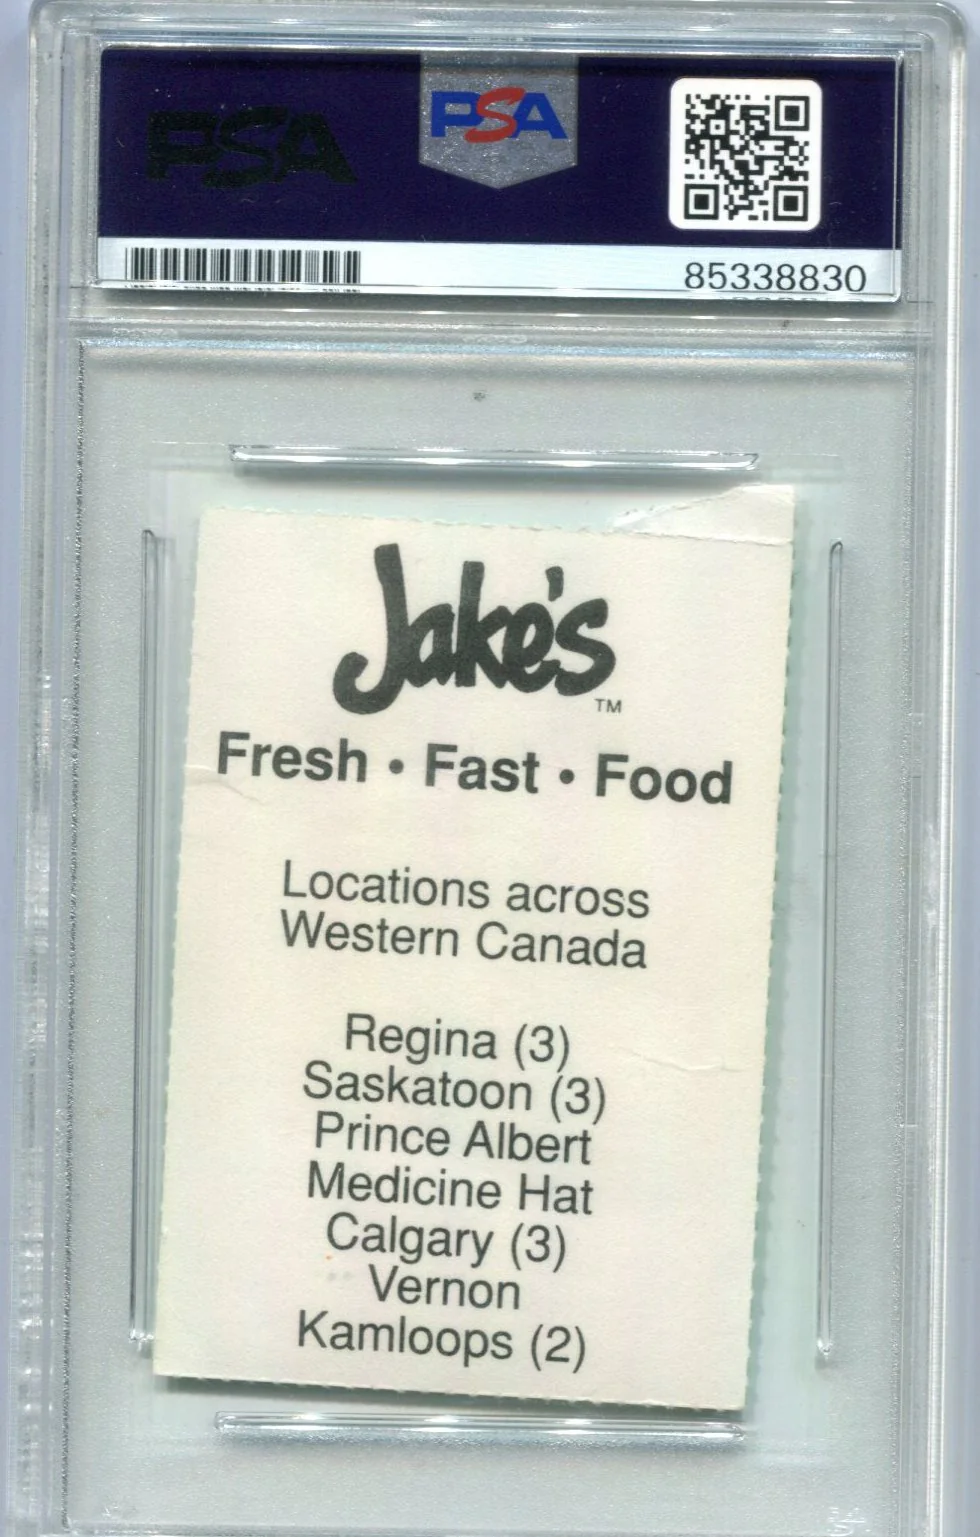 PSA
PSA
85338830
Jake's
TM
Fresh • Fast • Food
Locations across
Western Canada
Regina (3)
Saskatoon (3)
Prince Albert
Medicine Hat
Calgary (3)
Vernon
Kamloops (2)